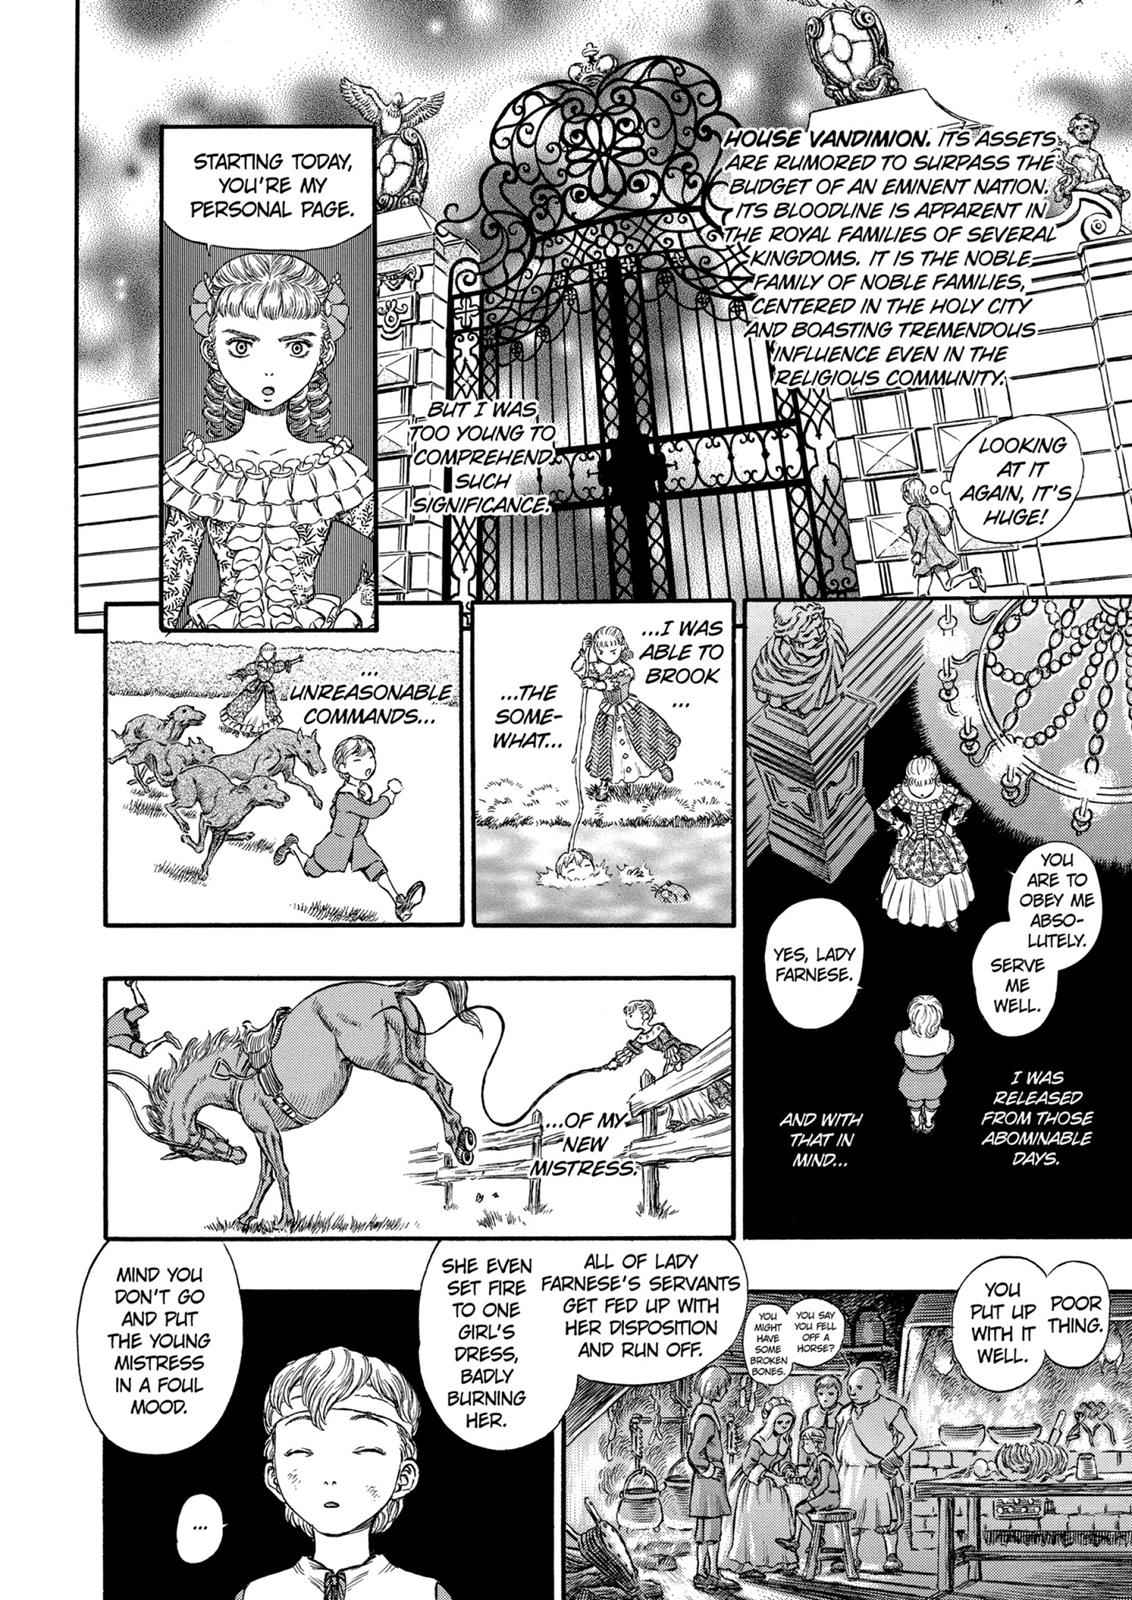 HOUSE VANDIMION. ITS ASSETS
ARE RUMORED TO SURPASS THE
BUDGET OF AN EMINENT NATION.
ITS BLOODLINE IS APPARENT IN
THE ROYAL FAMILIES OF SEVERAL
KINGDOMS. IT IS THE NOBLE
FAMILY OF NOBLE FAMILIES,
CENTERED IN THE HOLY CITY
AND BOASTING TREMENDOUS
INFLUENCE EVEN IN THE
RELIGIOUS COMMUNITY.
LOOKING
AT IT
AGAIN, IT'S
HUGE!
BUT I WAS
TOO YOUNG TO
COMPREHEND
SUCH
SIGNIFICANCE.
STARTING TODAY,
YOU'RE MY
PERSONAL PAGE.
YOU
ARE TO
OBEY ME
ABSO-
LUTELY.
SERVE
ME
WELL.
YES, LADY
FARNESE.
I WAS
RELEASED
FROM THOSE
ABOMINABLE
DAYS.
AND WITH
THAT IN
MIND...
...I WAS
ABLE TO
BROOK
...
...THE
SOME-
WHAT...
...
UNREASONABLE
COMMANDS...
...OF MY
NEW
MISTRESS.
POOR
THING.
YOU
PUT UP
WITH IT
WELL.
YOU SAY
YOU FELL
OFF A
HORSE?
YOU
MIGHT
HAVE
SOME
BROKEN
BONES.
ALL OF LADY
FARNESE'S SERVANTS
GET FED UP WITH
HER DISPOSITION
AND RUN OFF.
SHE EVEN
SET FIRE
TO ONE
GIRL'S
DRESS,
BADLY
BURNING
HER.
MIND YOU
DON'T GO
AND PUT
THE YOUNG
MISTRESS
IN A FOUL
MOOD.
...